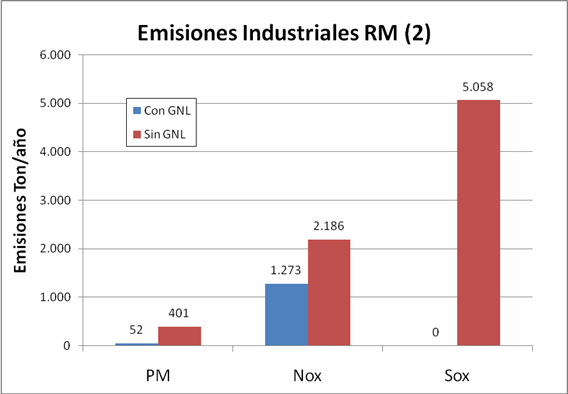 Emisiones Industriales RM (2)
Emisiones Ton/año
6.000
5.000
4.000
3.000
2.000
1.000
0
Con GNL
Sin GNL
52
401
1.273
2.186
0
5.058
PM
Nox
Sox